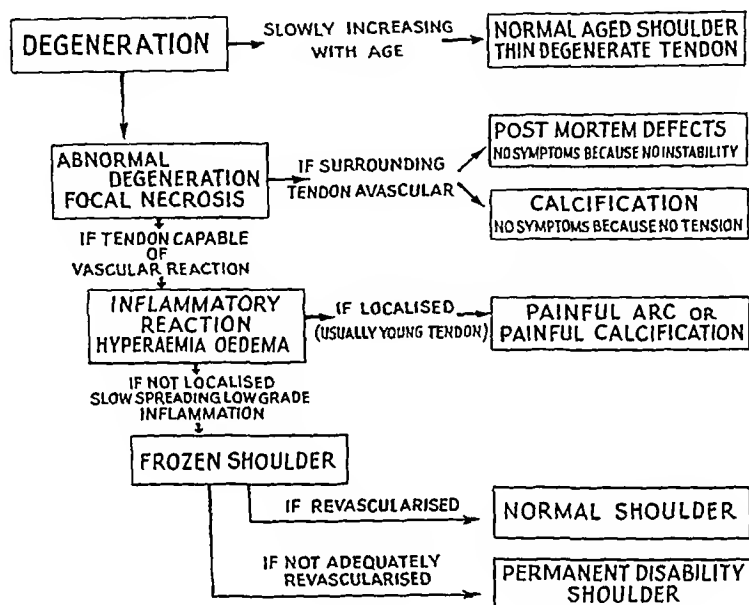 DEGENERATION
SLOWLY INCREASING
WITH AGE
NORMAL AGED SHOULDER
THIN DEGENERATE TENDON
ABNORMAL
DEGENERATION
FOCAL NECROSIS
IF SURROUNDING
TENDON AVASCULAR
POST MORTEM DEFECTS
NO SYMPTOMS BECAUSE NO INSTABILITY
CALCIFICATION
NO SYMPTOMS BECAUSE NO TENSION
IF TENDON CAPABLE
OF
VASCULAR REACTION
INFLAMMATORY
REACTION
HYPERAEMIA OEDEMA
IF LOCALISED
(USUALLY YOUNG TENDON)
PAINFUL ARC OR
PAINFUL CALCIFICATION
IF NOT LOCALISED
SLOW SPREADING LOW GRADE
INFLAMMATION
FROZEN SHOULDER
IF REVASCULARISED
NORMAL SHOULDER
IF NOT ADEQUATELY
REVASCULARISED
PERMANENT DISABILITY
SHOULDER